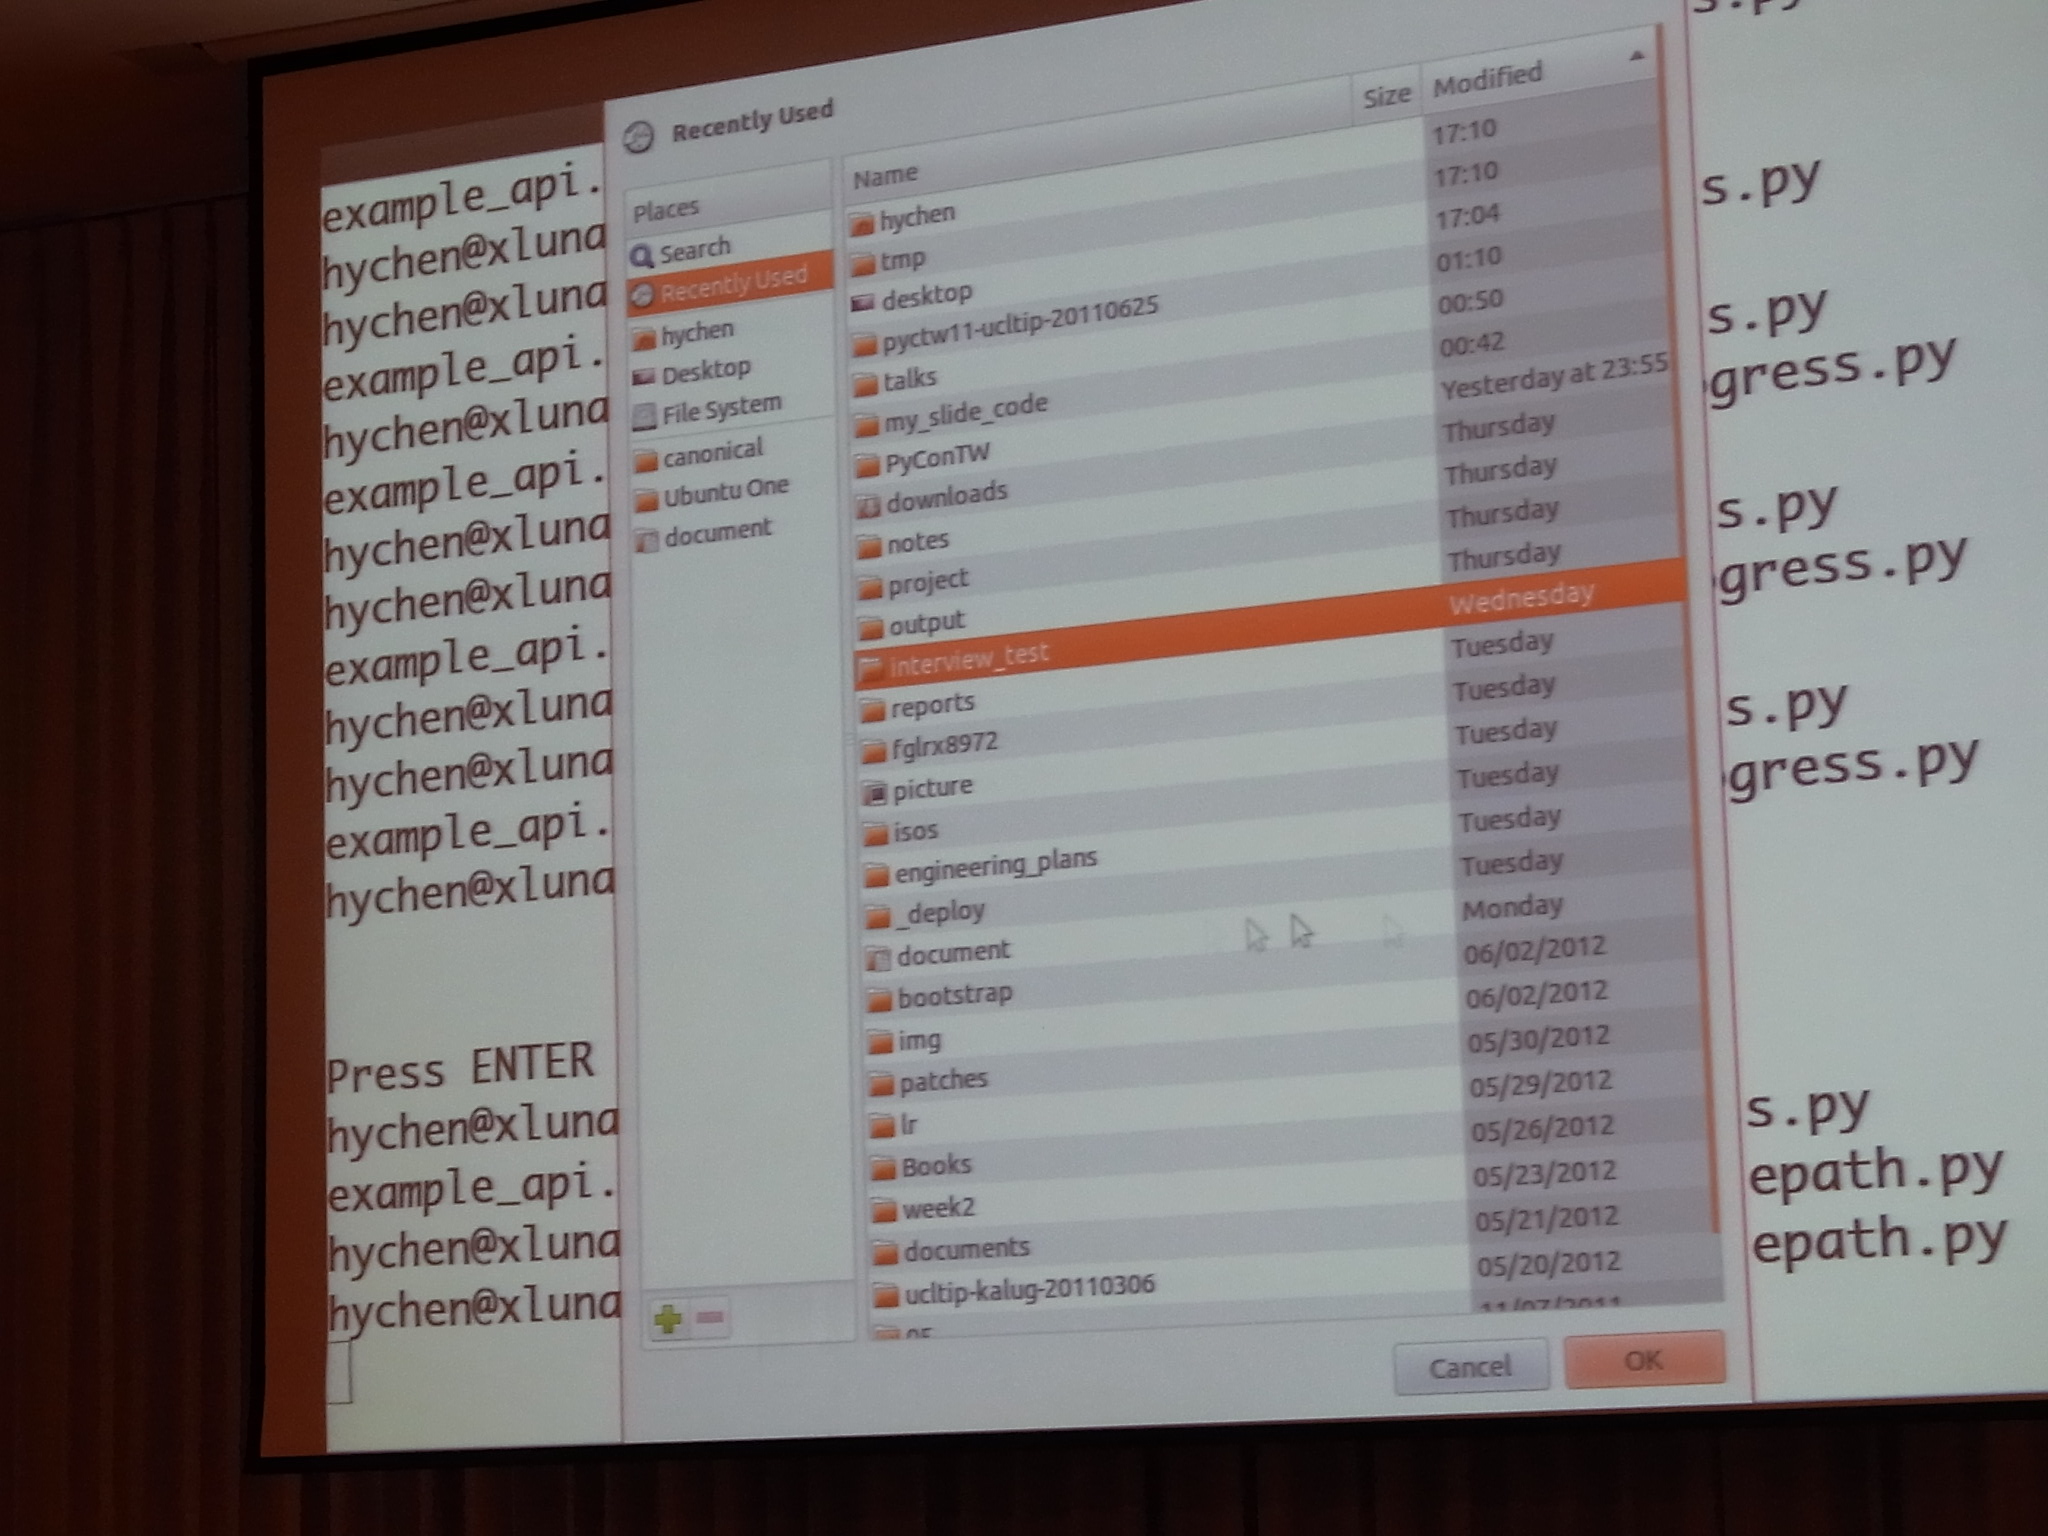 example_api.
hychen@xluna
hychen@xluna
example_api.
hychen@xluna
example_api.
hychen@xluna
hychen@xluna
example_api.
hychen@xluna
hychen@xluna
example_api.
hychen@xluna
Press ENTER
hychen@xluna
example_api.
hychen@xluna
hychen@xluna
Recently Used
Places
Search
Recently Used
hychen
Desktop
File System
canonical
Ubuntu One
document
Name Size Modified
hychen 17:10
tmp 17:10
desktop 17:04
pyctw11-ucltip-20110625 01:10
talks 00:50
my_slide_code 00:42
PyConTW Yesterday at 23:55
downloads Thursday
notes Thursday
project Thursday
output Thursday
interview_test Wednesday
reports Tuesday
fglrx8972 Tuesday
picture Tuesday
isos Tuesday
engineering_plans Tuesday
_deploy Tuesday
document Monday
bootstrap 06/02/2012
img 06/02/2012
patches 05/30/2012
lr 05/29/2012
Books 05/26/2012
week2 05/23/2012
documents 05/21/2012
ucltip-kalug-20110306 05/20/2012
Cancel OK
s.py
s.py
s.py
gress.py
s.py
gress.py
s.py
gress.py
s.py
epath.py
epath.py